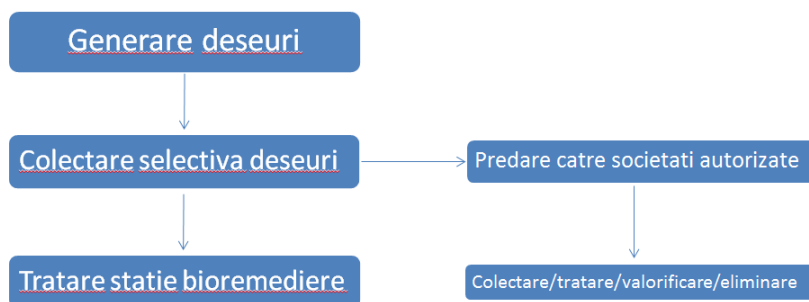 Generare deseuri
Colectare selectiva deseuri
Predare catre societati autorizate
Tratare statie bioremediere
Colectare/tratare/valorificare/eliminare